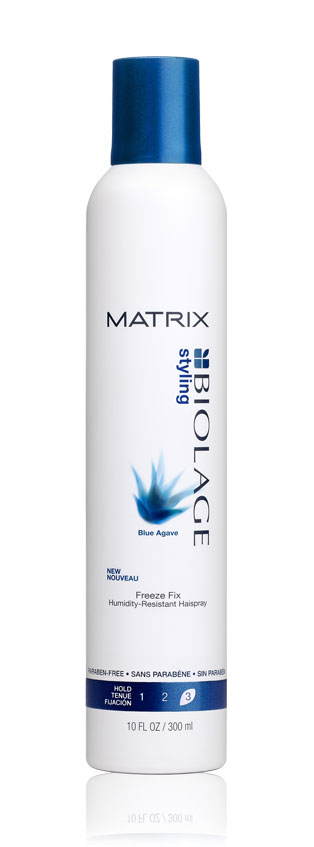 MATRIX
BIOLAGE
styling
Blue Agave
NEW
NOUVEAU
Freeze Fix
Humidity-Resistant Hairspray
PARABEN-FREE • SANS PARABÈNE • SIN PARABEN
HOLD
TENUE
FIJACIÓN
1 2 3
10 FL OZ / 300 ml